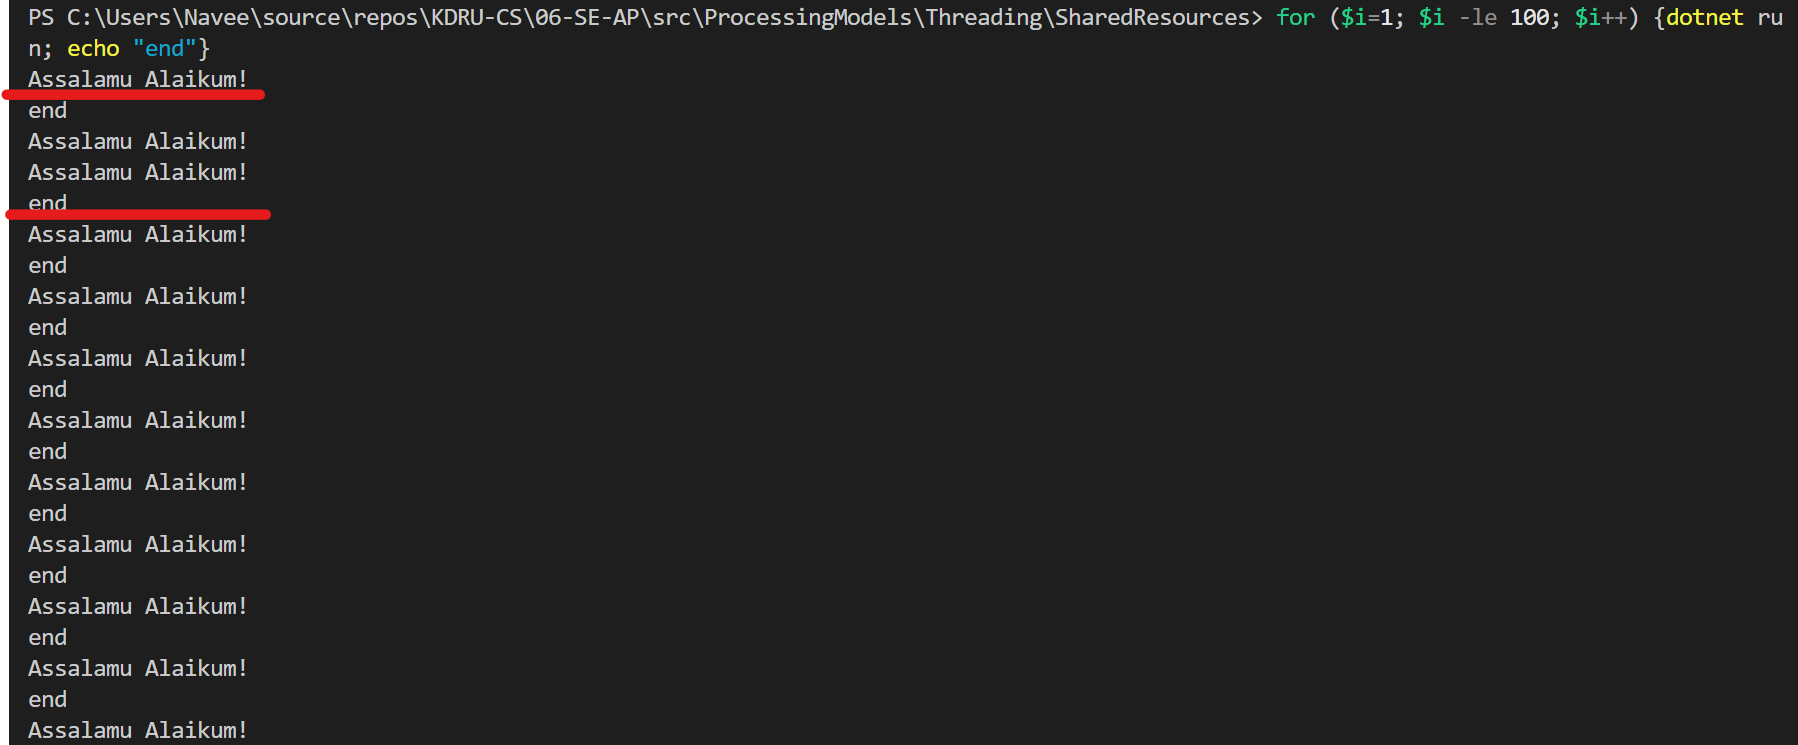 PS C:\Users\Navee\source\repos\KDRU-CS\06-SE-AP\src\ProcessingModels\Threading\SharedResources> for ($i=1; $i -le 100; $i++) {dotnet ru
n; echo "end"}
Assalamu Alaikum!
end
Assalamu Alaikum!
Assalamu Alaikum!
end
Assalamu Alaikum!
end
Assalamu Alaikum!
end
Assalamu Alaikum!
end
Assalamu Alaikum!
end
Assalamu Alaikum!
end
Assalamu Alaikum!
end
Assalamu Alaikum!
end
Assalamu Alaikum!
end
Assalamu Alaikum!